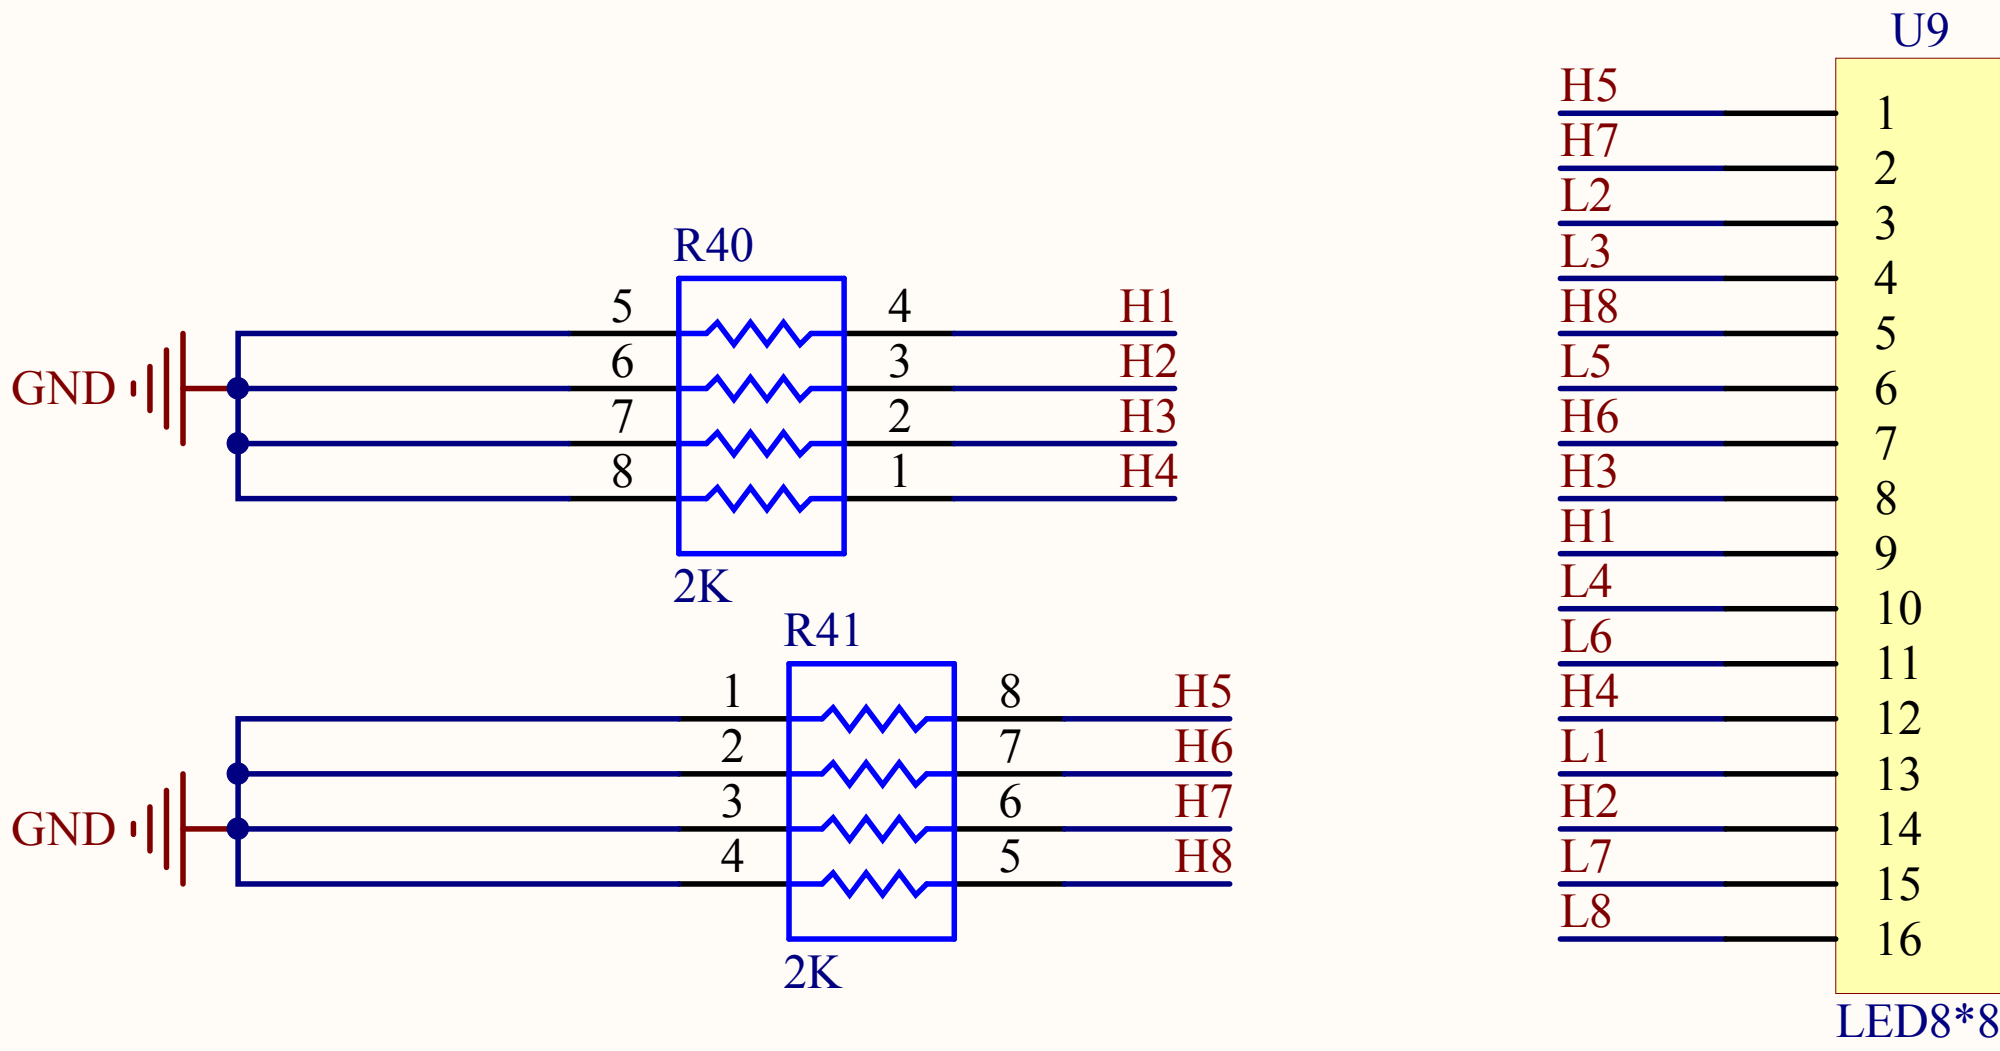 R40
GND
5 4 H1
6 3 H2
7 2 H3
8 1 H4
2K
R41
GND
1 8 H5
2 7 H6
3 6 H7
4 5 H8
2K
U9
H5 1
H7 2
L2 3
L3 4
H8 5
L5 6
H6 7
H3 8
H1 9
L4 10
L6 11
H4 12
L1 13
H2 14
L7 15
L8 16
LED8*8